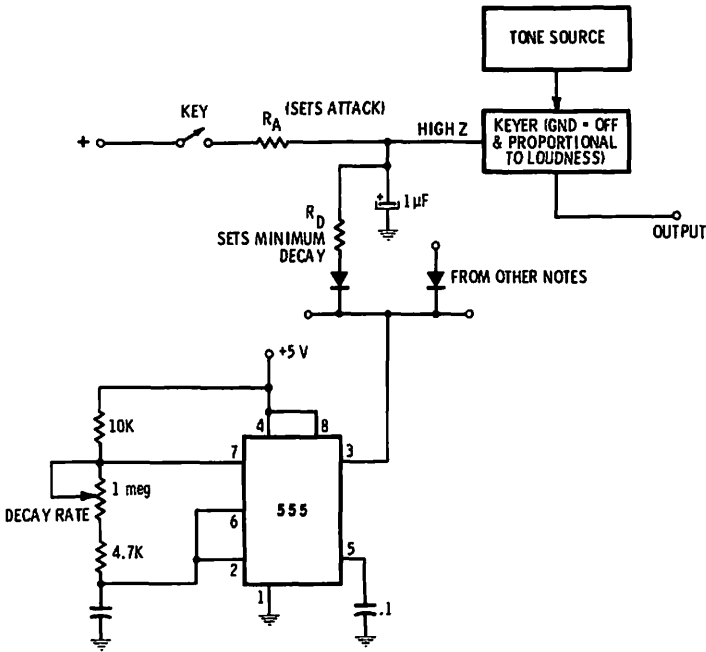 TONE SOURCE
KEY
R_A (SETS ATTACK)
+
HIGH Z
KEYER (GND = OFF
& PROPORTIONAL
TO LOUDNESS)
+
1 µF
R_D
SETS MINIMUM
DECAY
OUTPUT
FROM OTHER NOTES
+5 V
10K
4
8
7
3
1 meg
DECAY RATE
6
555
4.7K
2
5
1
.1